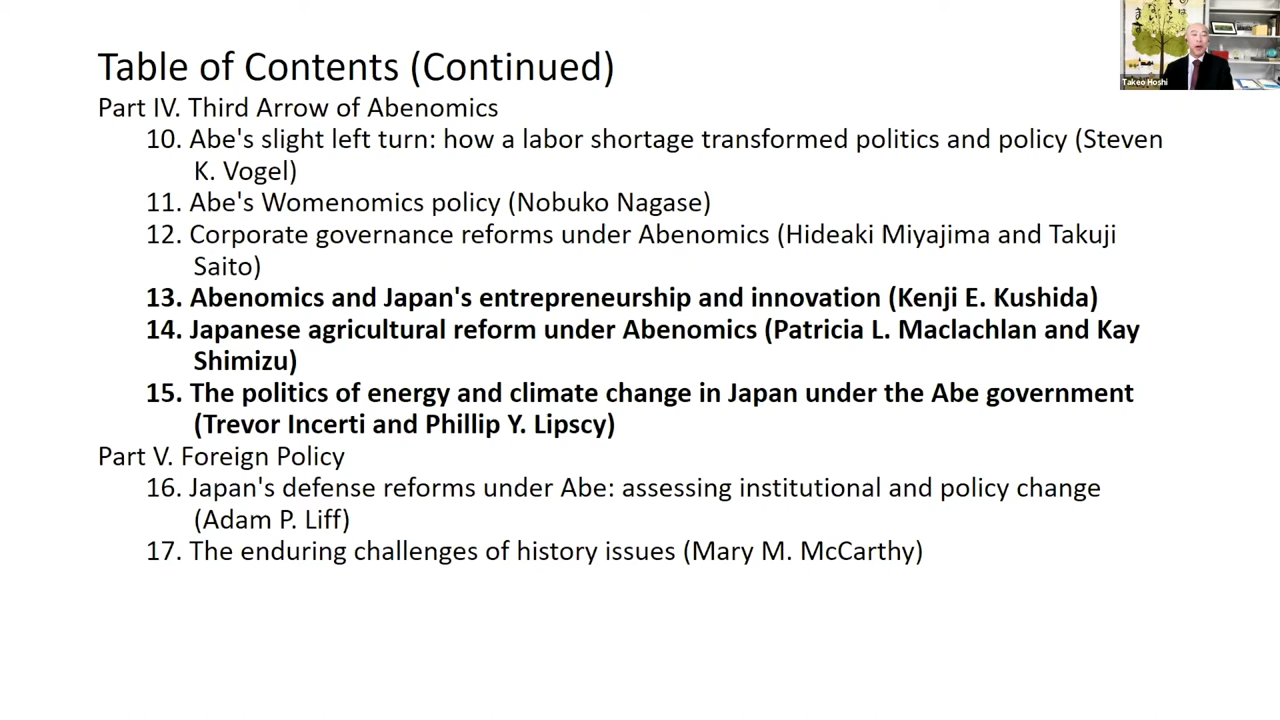 Table of Contents (Continued)
Part IV. Third Arrow of Abenomics
10. Abe's slight left turn: how a labor shortage transformed politics and policy (Steven
K. Vogel)
11. Abe's Womenomics policy (Nobuko Nagase)
12. Corporate governance reforms under Abenomics (Hideaki Miyajima and Takuji
Saito)
13. Abenomics and Japan's entrepreneurship and innovation (Kenji E. Kushida)
14. Japanese agricultural reform under Abenomics (Patricia L. Maclachlan and Kay
Shimizu)
15. The politics of energy and climate change in Japan under the Abe government
(Trevor Incerti and Phillip Y. Lipscy)
Part V. Foreign Policy
16. Japan's defense reforms under Abe: assessing institutional and policy change
(Adam P. Liff)
17. The enduring challenges of history issues (Mary M. McCarthy)
Takeo Hoshi